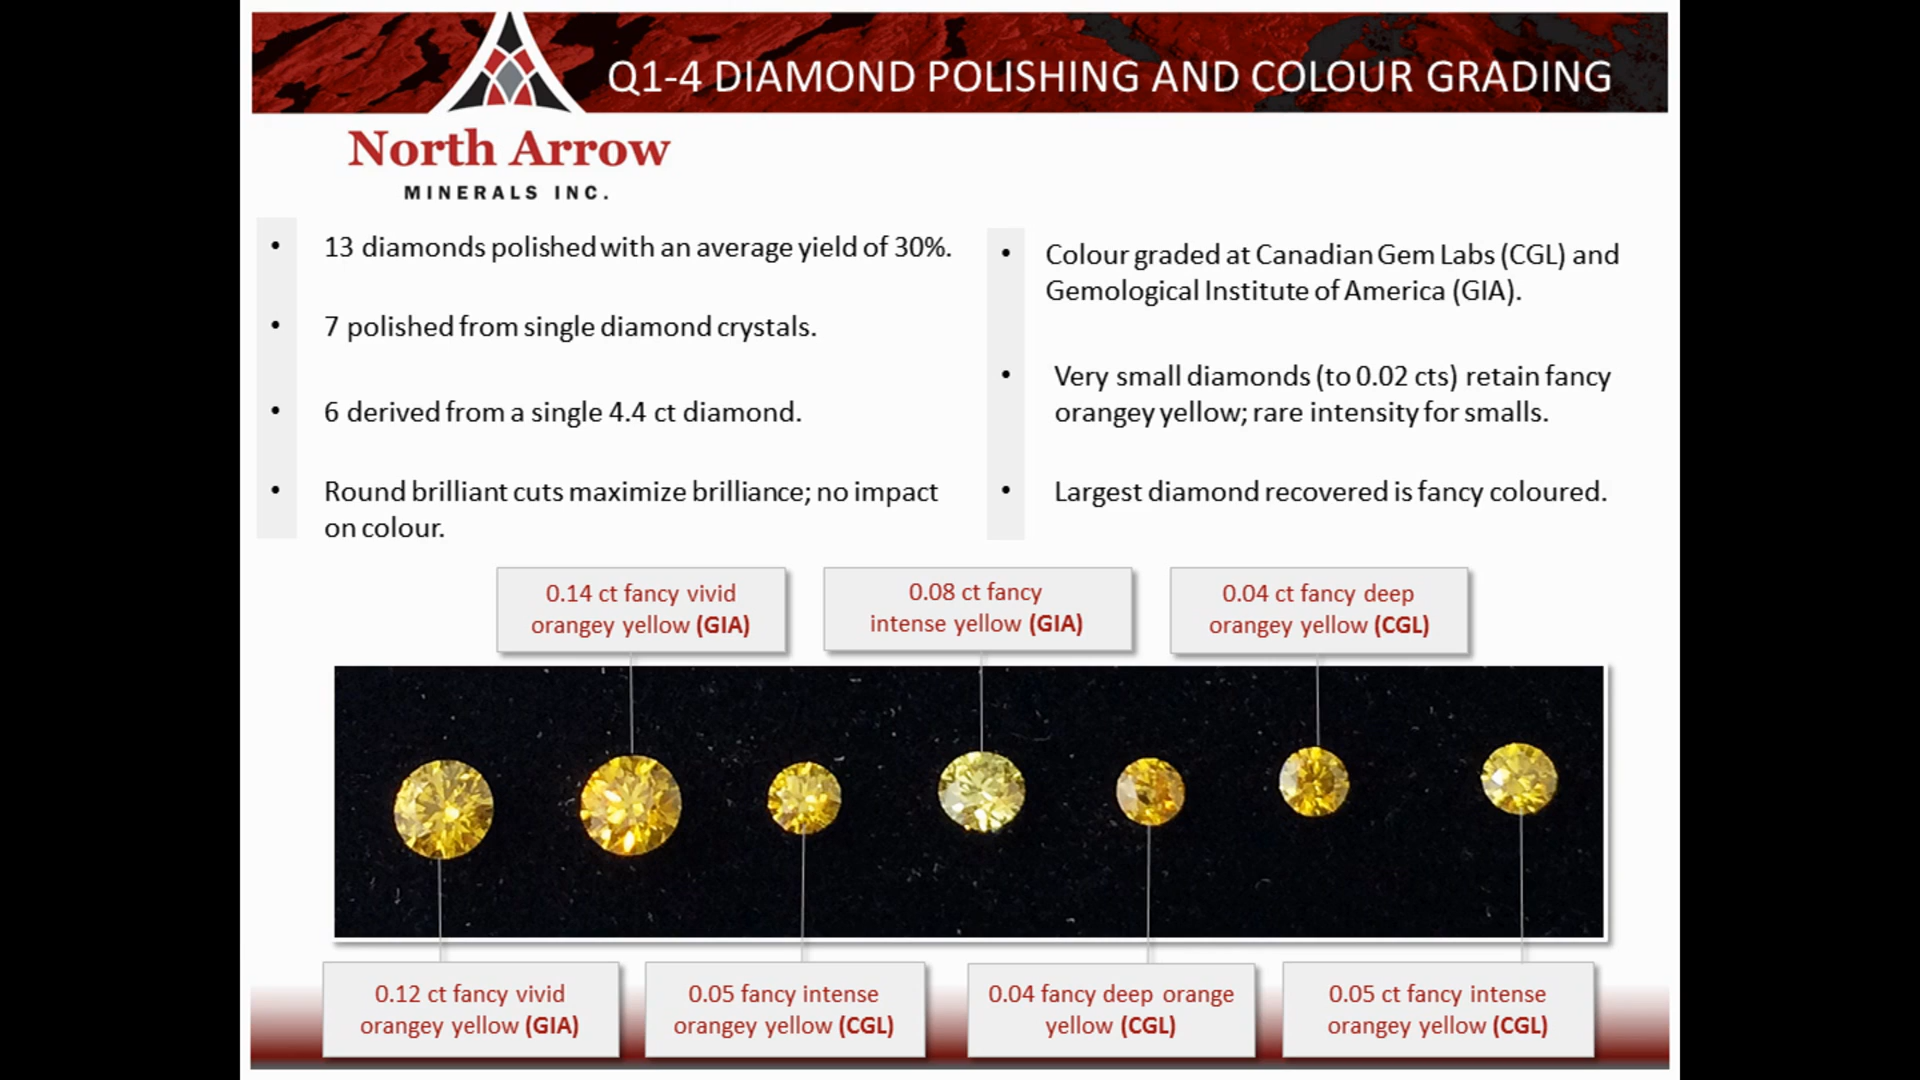 Q1-4 DIAMOND POLISHING AND COLOUR GRADING
North Arrow
MINERALS INC.
• 13 diamonds polished with an average yield of 30%.
• 7 polished from single diamond crystals.
• 6 derived from a single 4.4 ct diamond.
• Round brilliant cuts maximize brilliance; no impact
on colour.
• Colour graded at Canadian Gem Labs (CGL) and
Gemological Institute of America (GIA).
• Very small diamonds (to 0.02 cts) retain fancy
orangey yellow; rare intensity for smalls.
• Largest diamond recovered is fancy coloured.
0.14 ct fancy vivid
orangey yellow (GIA)
0.08 ct fancy
intense yellow (GIA)
0.04 ct fancy deep
orangey yellow (CGL)
0.12 ct fancy vivid
orangey yellow (GIA)
0.05 fancy intense
orangey yellow (CGL)
0.04 fancy deep orange
yellow (CGL)
0.05 ct fancy intense
orangey yellow (CGL)